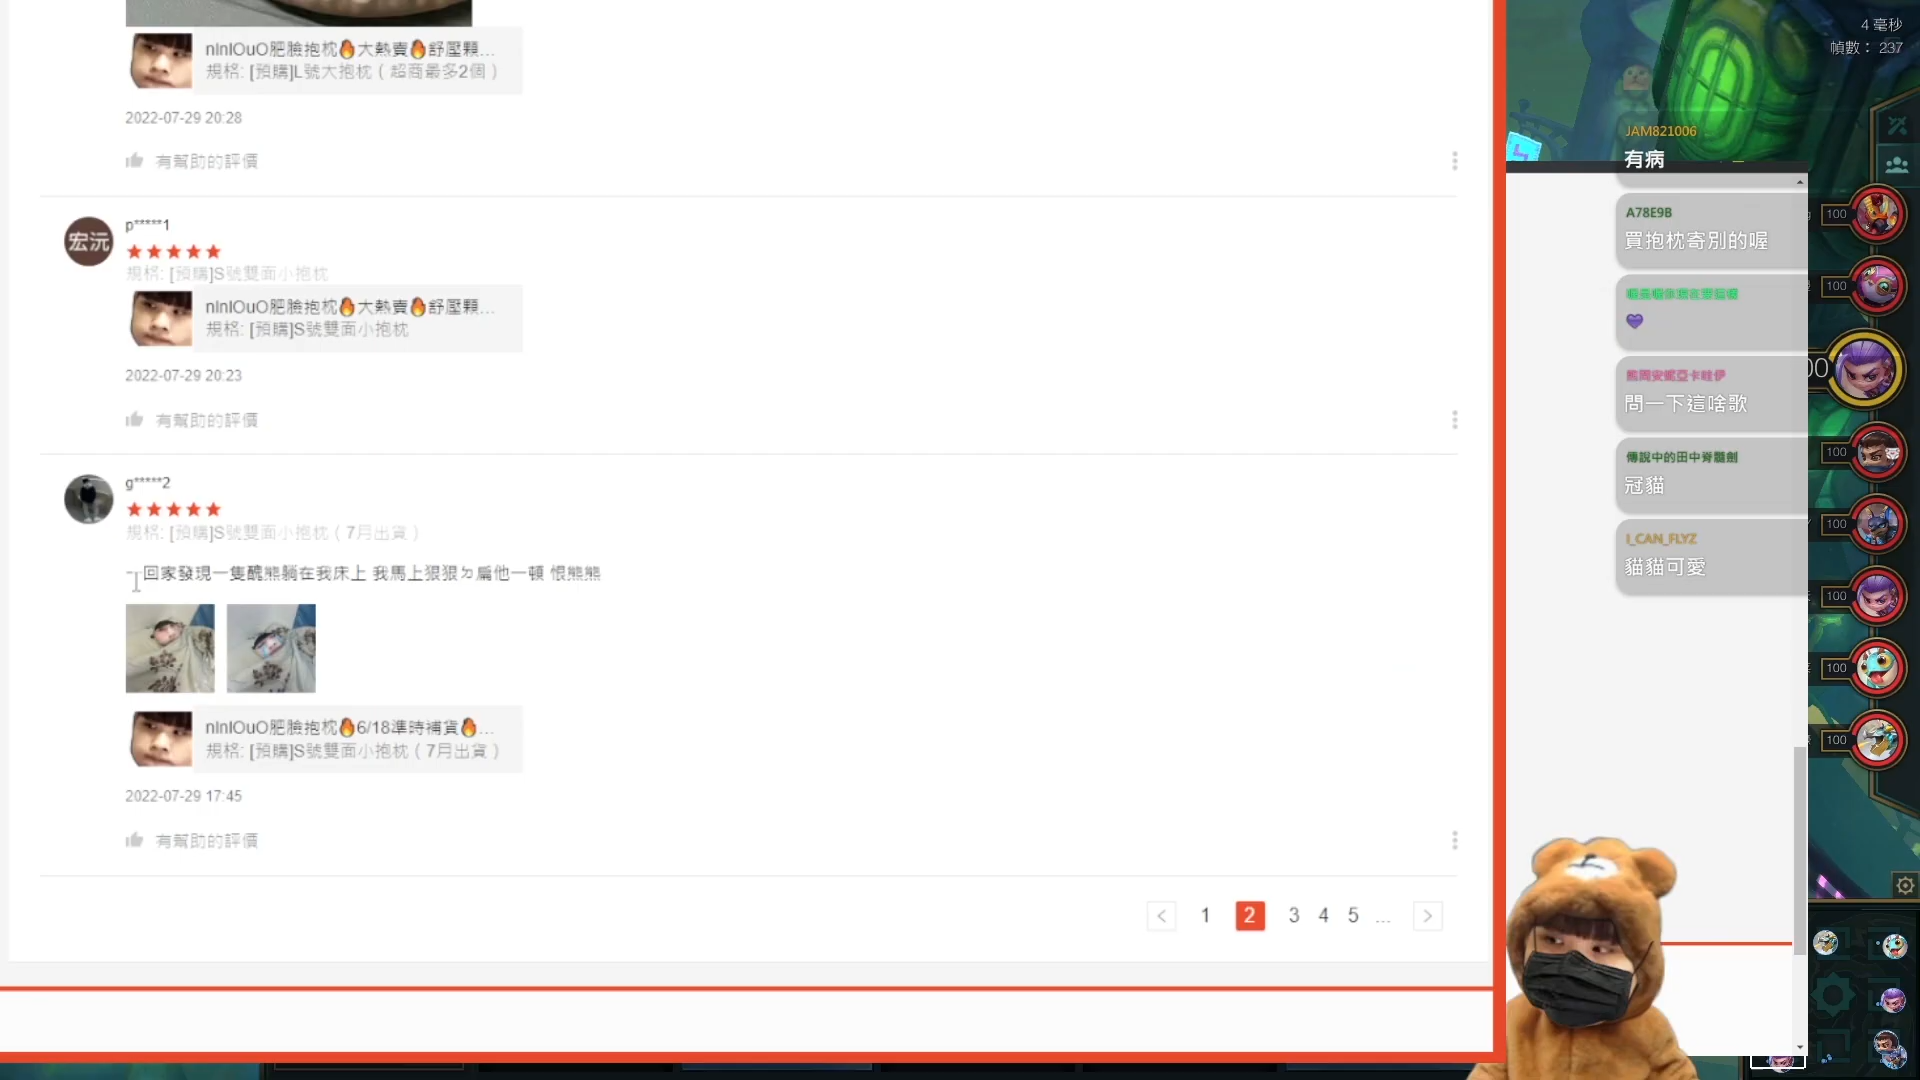 nInIOuO肥臉抱枕🔥大熱賣🔥舒壓顆...
規格: [預購]L號大抱枕（超商最多2個）
2022-07-29 20:28
有幫助的評價
宏沅
p*****1
規格: [預購]S號雙面小抱枕
nInIOuO肥臉抱枕🔥大熱賣🔥舒壓顆...
規格: [預購]S號雙面小抱枕
2022-07-29 20:23
有幫助的評價
g*****2
規格: [預購]S號雙面小抱枕（7月出貨）
回家發現一隻醜熊躺在我床上 我馬上狠狠ㄉ扁他一頓 恨熊熊
nInIOuO肥臉抱枕🔥6/18準時補貨🔥...
規格: [預購]S號雙面小抱枕（7月出貨）
2022-07-29 17:45
有幫助的評價
< 1 2 3 4 5 ... >
4 毫秒
幀數： 237
JAM821006
有病
A78E9B
買抱枕寄別的喔
💜
問一下這啥歌
傳說中的田中脊髓劍
冠貓
I_CAN_FLYZ
貓貓可愛
100
100
00
100
100
100
100
100